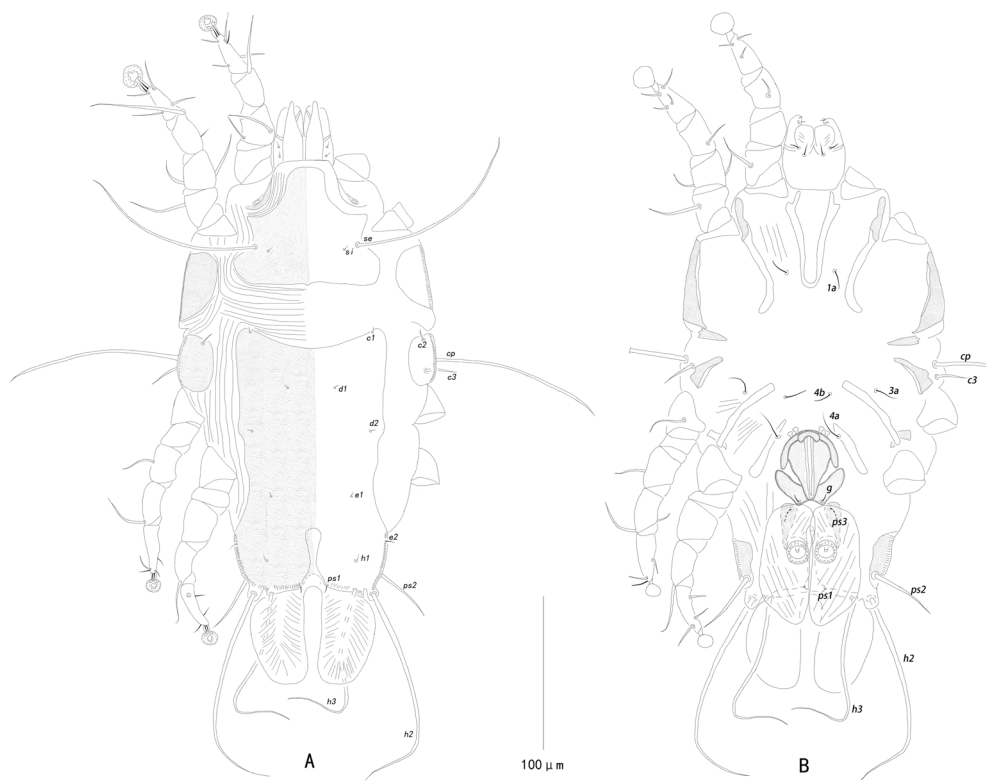 se
si
c1
c2
cp
c3
d1
d2
e1
e2
h1
ps1
ps2
h3
h2
A
100 μm
1a
cp
c3
4b
3a
4a
g
ps3
ps1
ps2
h2
h3
B